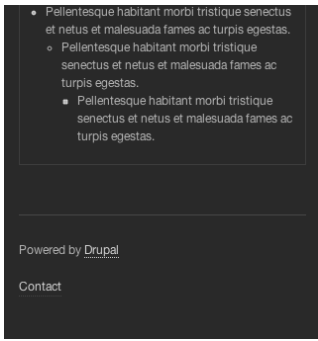 Pellentesque habitant morbi tristique senectus
et netus et malesuada fames ac turpis egestas.
Pellentesque habitant morbi tristique
senectus et netus et malesuada fames ac
turpis egestas.
Pellentesque habitant morbi tristique
senectus et netus et malesuada fames ac
turpis egestas.
Powered by Drupal
Contact